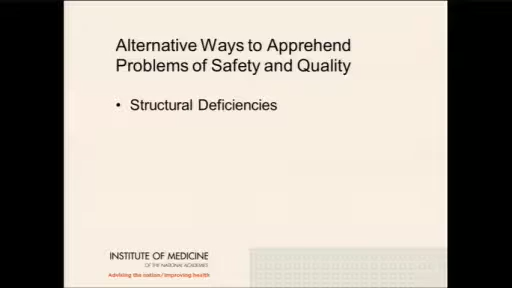 Alternative Ways to Apprehend
Problems of Safety and Quality
• Structural Deficiencies
INSTITUTE OF MEDICINE
OF THE NATIONAL ACADEMIES
Advising the nation/Improving health